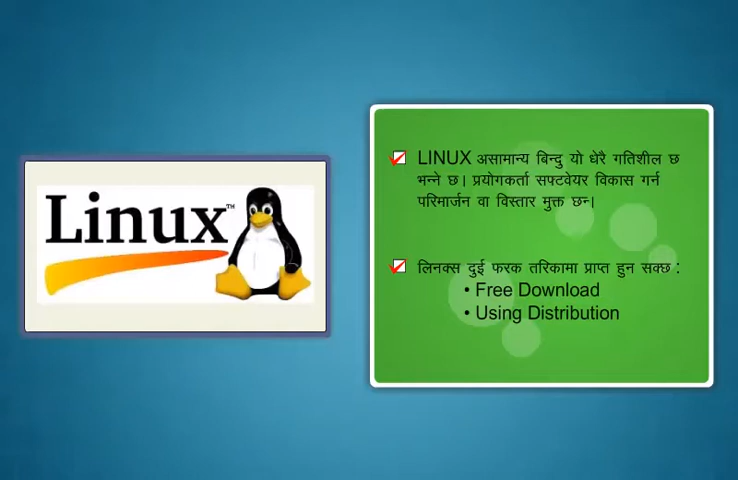 Linux™
LINUX असामान्य बिन्दु यो धेरै गतिशील छ
भन्ने छ। प्रयोगकर्ता सफ्टवेयर विकास गर्न
परिमार्जन वा विस्तार मुक्त छन्।
लिनक्स दुई फरक तरिकामा प्राप्त हुन सक्छ :
• Free Download
• Using Distribution